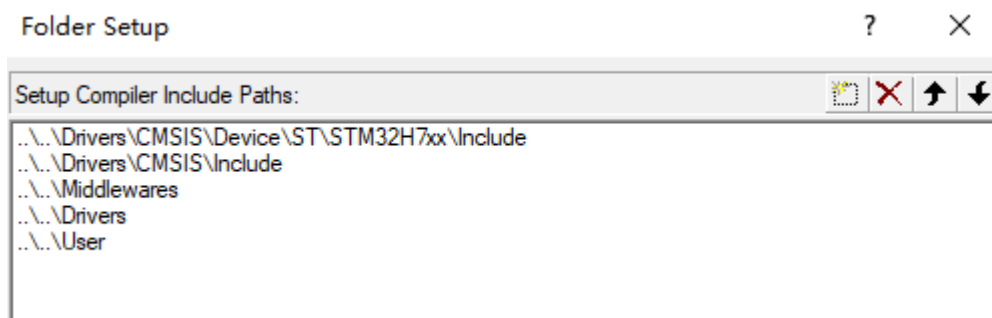 Folder Setup ?
Setup Compiler Include Paths:
..\..\Drivers\CMSIS\Device\ST\STM32H7xx\Include
..\..\Drivers\CMSIS\Include
..\..\Middlewares
..\..\Drivers
..\..\User